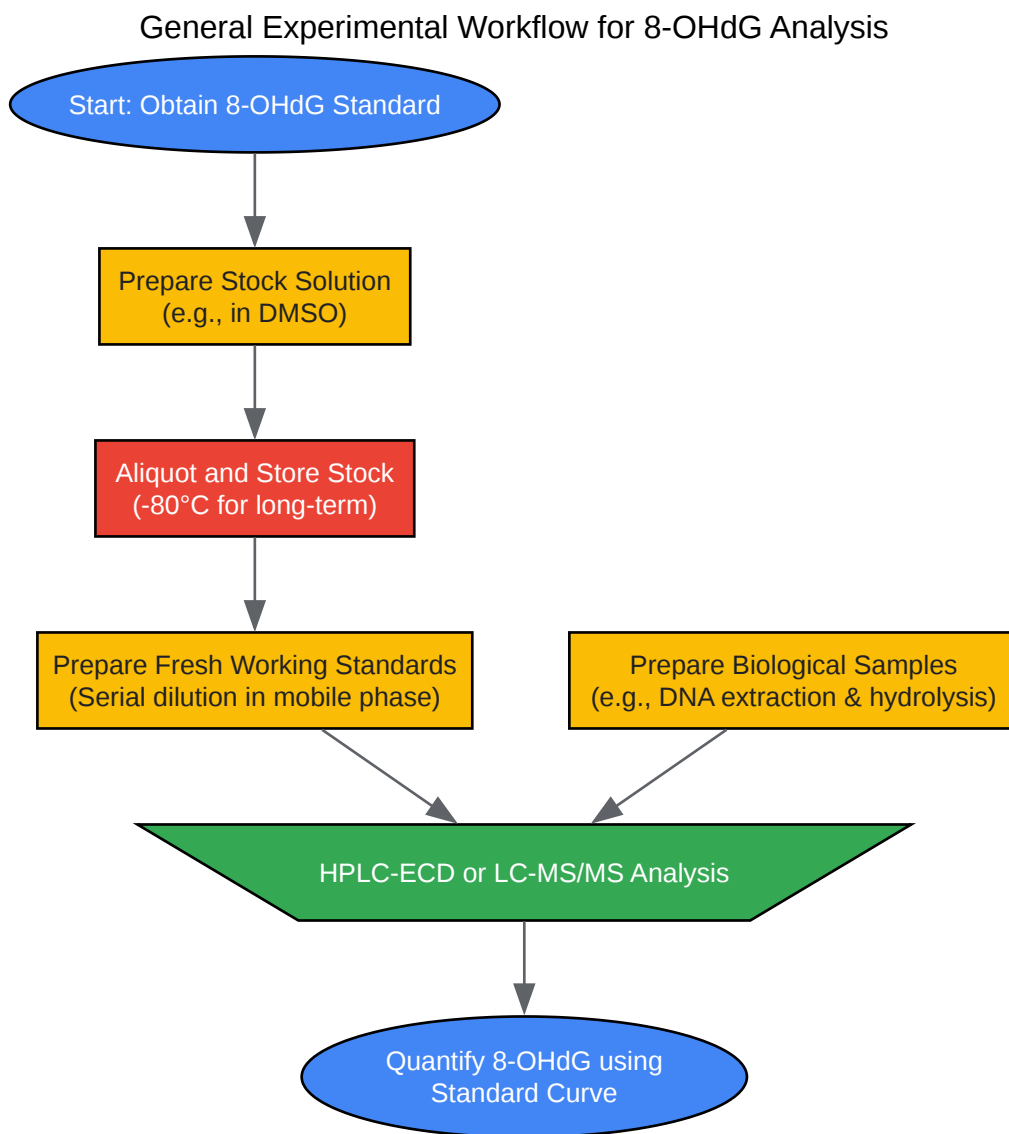 General Experimental Workflow for 8-OHdG Analysis
Start: Obtain 8-OHdG Standard
Prepare Stock Solution
(e.g., in DMSO)
Aliquot and Store Stock
(-80°C for long-term)
Prepare Fresh Working Standards
(Serial dilution in mobile phase)
Prepare Biological Samples
(e.g., DNA extraction & hydrolysis)
HPLC-ECD or LC-MS/MS Analysis
Quantify 8-OHdG using
Standard Curve